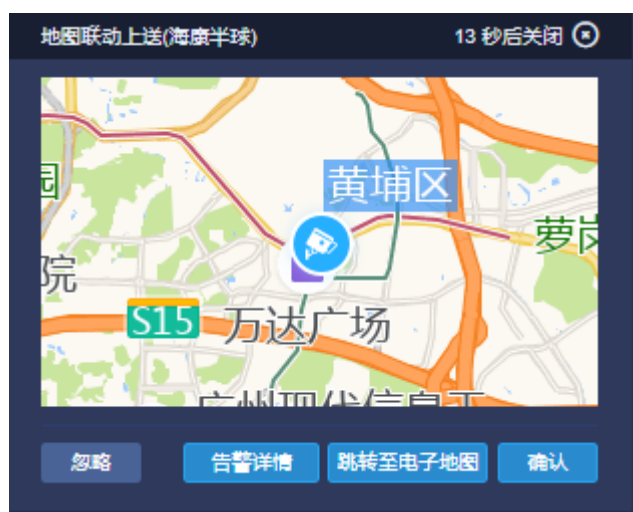 地图联动上送(海康半球) 13 秒后关闭
黄埔区
园
萝岗
院
S15 万达广场
忽略 告警详情 跳转至电子地图 确认